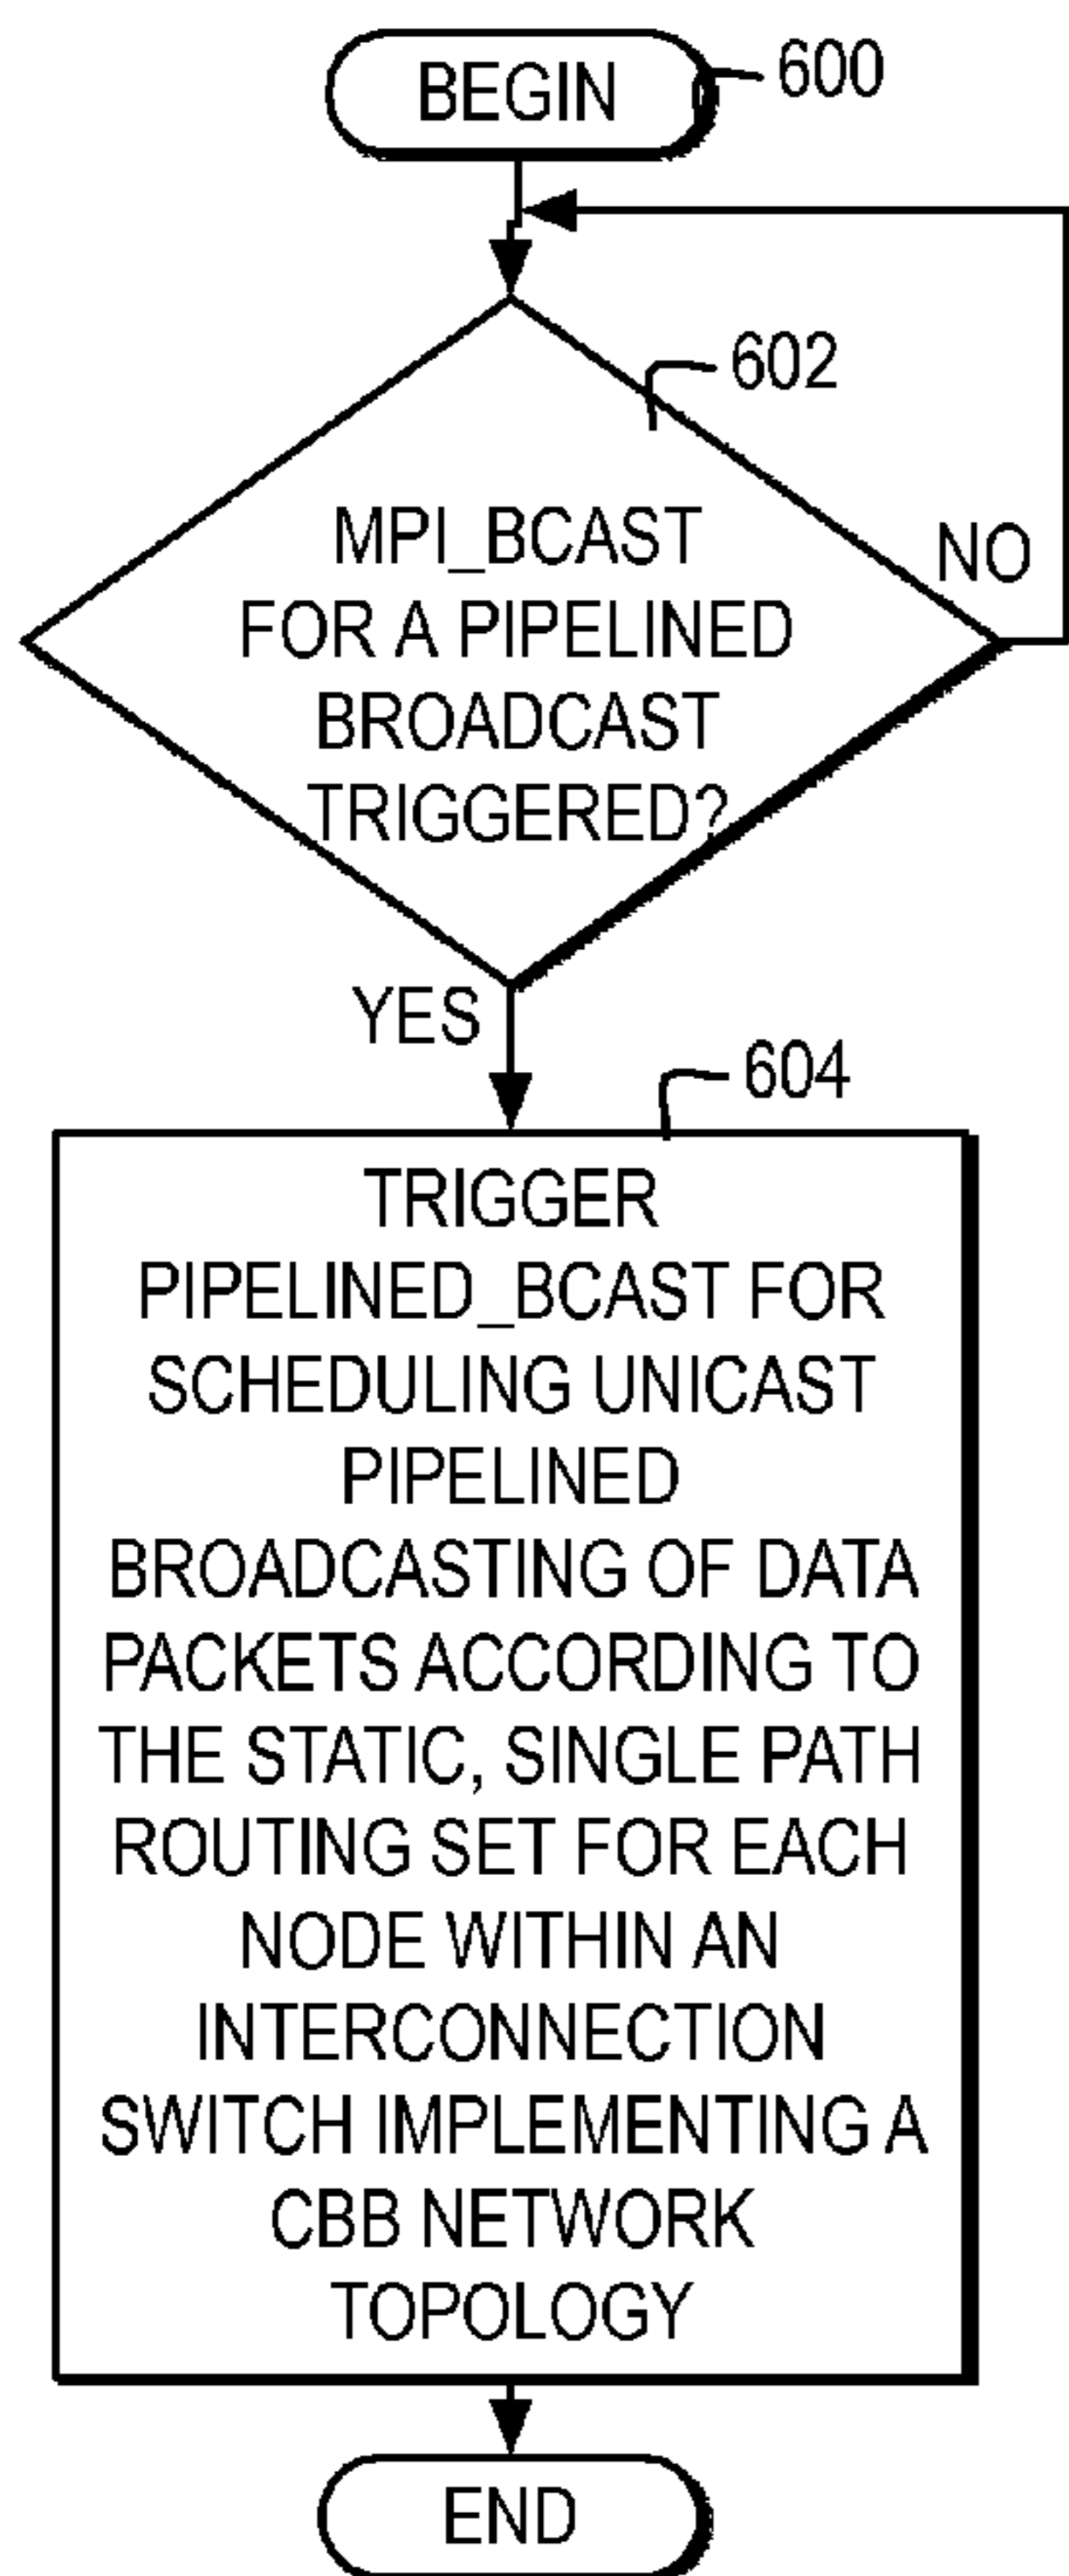 BEGIN
600
602
MPI_BCAST
FOR A PIPELINED
BROADCAST
TRIGGERED?
NO
YES
604
TRIGGER
PIPELINED_BCAST FOR
SCHEDULING UNICAST
PIPELINED
BROADCASTING OF DATA
PACKETS ACCORDING TO
THE STATIC, SINGLE PATH
ROUTING SET FOR EACH
NODE WITHIN AN
INTERCONNECTION
SWITCH IMPLEMENTING A
CBB NETWORK
TOPOLOGY
END